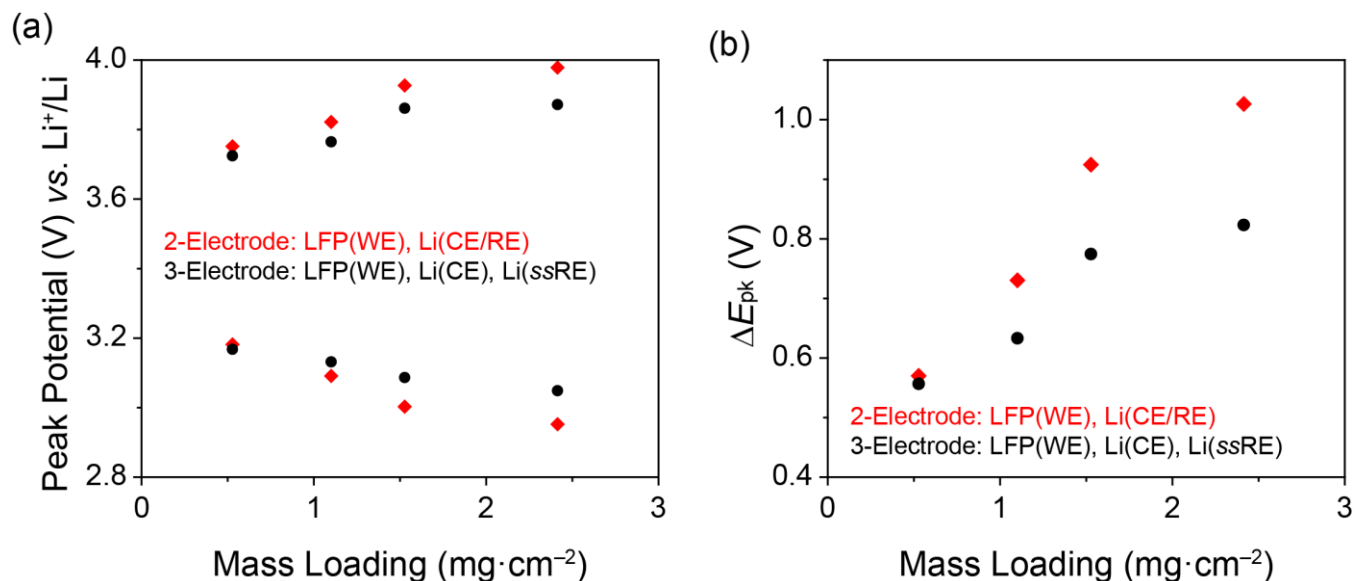 (a)
4.0
3.6
3.2
2.8
Peak Potential (V) vs. Li⁺/Li
2-Electrode: LFP(WE), Li(CE/RE)
3-Electrode: LFP(WE), Li(CE), Li(ssRE)
0
1
2
3
Mass Loading (mg·cm⁻²)
(b)
1.0
0.8
0.6
0.4
ΔEpk (V)
2-Electrode: LFP(WE), Li(CE/RE)
3-Electrode: LFP(WE), Li(CE), Li(ssRE)
0
1
2
3
Mass Loading (mg·cm⁻²)